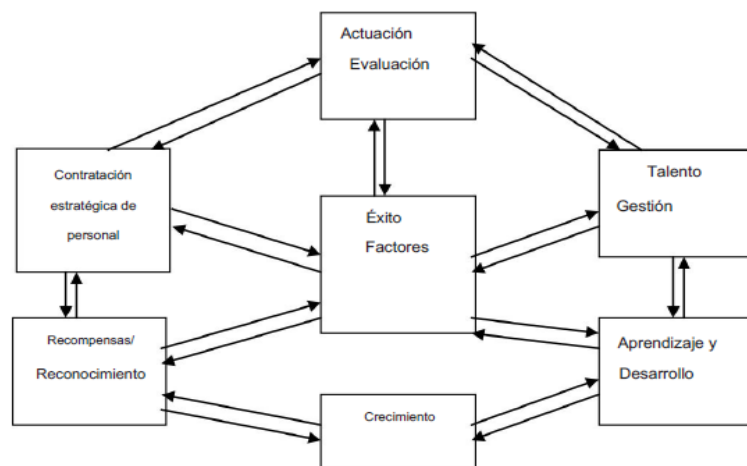 Actuación
Evaluación
Contratación
estratégica de
personal
Éxito
Factores
Talento
Gestión
Recompensas/
Reconocimiento
Aprendizaje y
Desarrollo
Crecimiento